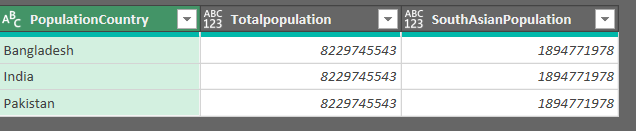 ABC PopulationCountry ABC 123 Totalpopulation ABC 123 SouthAsianPopulation
Bangladesh 8229745543 1894771978
India 8229745543 1894771978
Pakistan 8229745543 1894771978